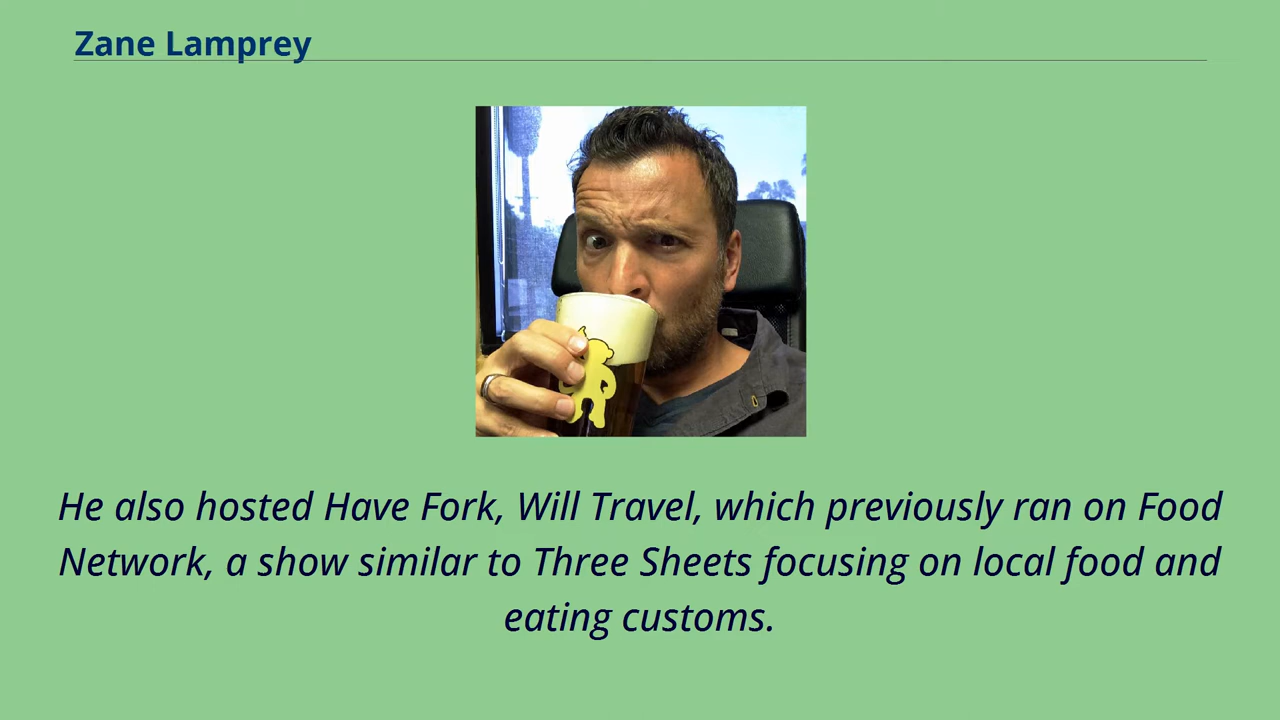 Zane Lamprey
He also hosted Have Fork, Will Travel, which previously ran on Food
Network, a show similar to Three Sheets focusing on local food and
eating customs.